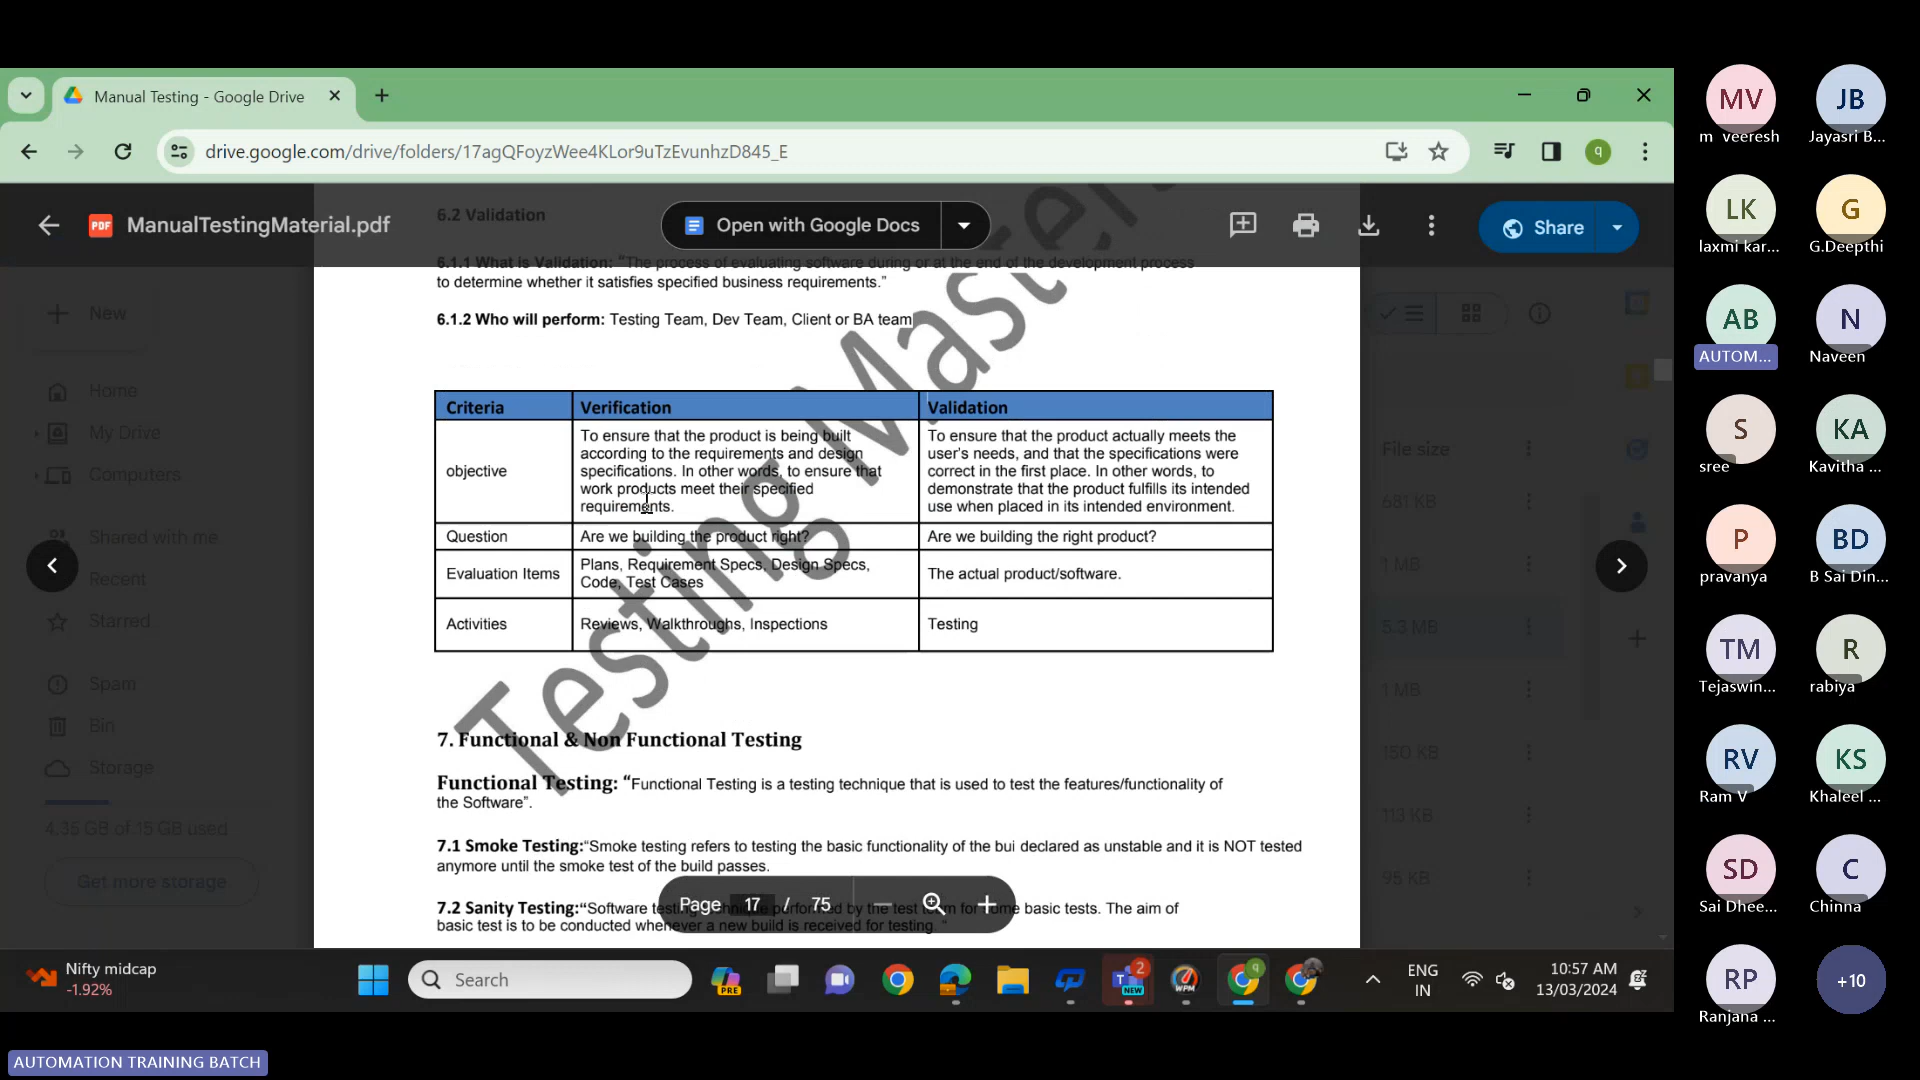 Manual Testing - Google Drive
drive.google.com/drive/folders/17agQFoyzWee4KLor9uTzEvunhzD845_E
q
PDF
ManualTestingMaterial.pdf
Open with Google Docs
Share
6.2 Validation
6.1.1 What is Validation: “The process of evaluating software during or at the end of the development process
to determine whether it satisfies specified business requirements.”
6.1.2 Who will perform: Testing Team, Dev Team, Client or BA team
Criteria Verification Validation
objective
To ensure that the product is being built
according to the requirements and design
specifications. In other words, to ensure that
work products meet their specified
requirements.
To ensure that the product actually meets the
user's needs, and that the specifications were
correct in the first place. In other words, to
demonstrate that the product fulfills its intended
use when placed in its intended environment.
Question Are we building the product right? Are we building the right product?
Evaluation Items
Plans, Requirement Specs, Design Specs,
Code, Test Cases
The actual product/software.
Activities Reviews, Walkthroughs, Inspections Testing
Testing Masters
7. Functional & Non Functional Testing
Functional Testing: “Functional Testing is a testing technique that is used to test the features/functionality of
the Software”.
7.1 Smoke Testing:“Smoke testing refers to testing the basic functionality of the bui declared as unstable and it is NOT tested
anymore until the smoke test of the build passes.
7.2 Sanity Testing:“Software testing technique performed by the test team for some basic tests. The aim of
basic test is to be conducted whenever a new build is received for testing. “
Page 17 / 75
New
Home
My Drive
Computers
Shared with me
Recent
Starred
Spam
Bin
Storage
4.35 GB of 15 GB used
Get more storage
File size
681 KB
1 MB
5.3 MB
1 MB
150 KB
113 KB
95 KB
MV
m veeresh
JB
Jayasri B...
LK
laxmi kar...
G
G.Deepthi
AB
AUTOM...
N
Naveen
S
sree
KA
Kavitha ...
P
pravanya
BD
B Sai Din...
TM
Tejaswin...
R
rabiya
RV
Ram V
KS
Khaleel ...
SD
Sai Dhee...
C
Chinna
RP
Ranjana ...
+10
Nifty midcap
-1.92%
Search
PRE
2
NEW
WPM
q
ENG
IN
10:57 AM
13/03/2024
AUTOMATION TRAINING BATCH